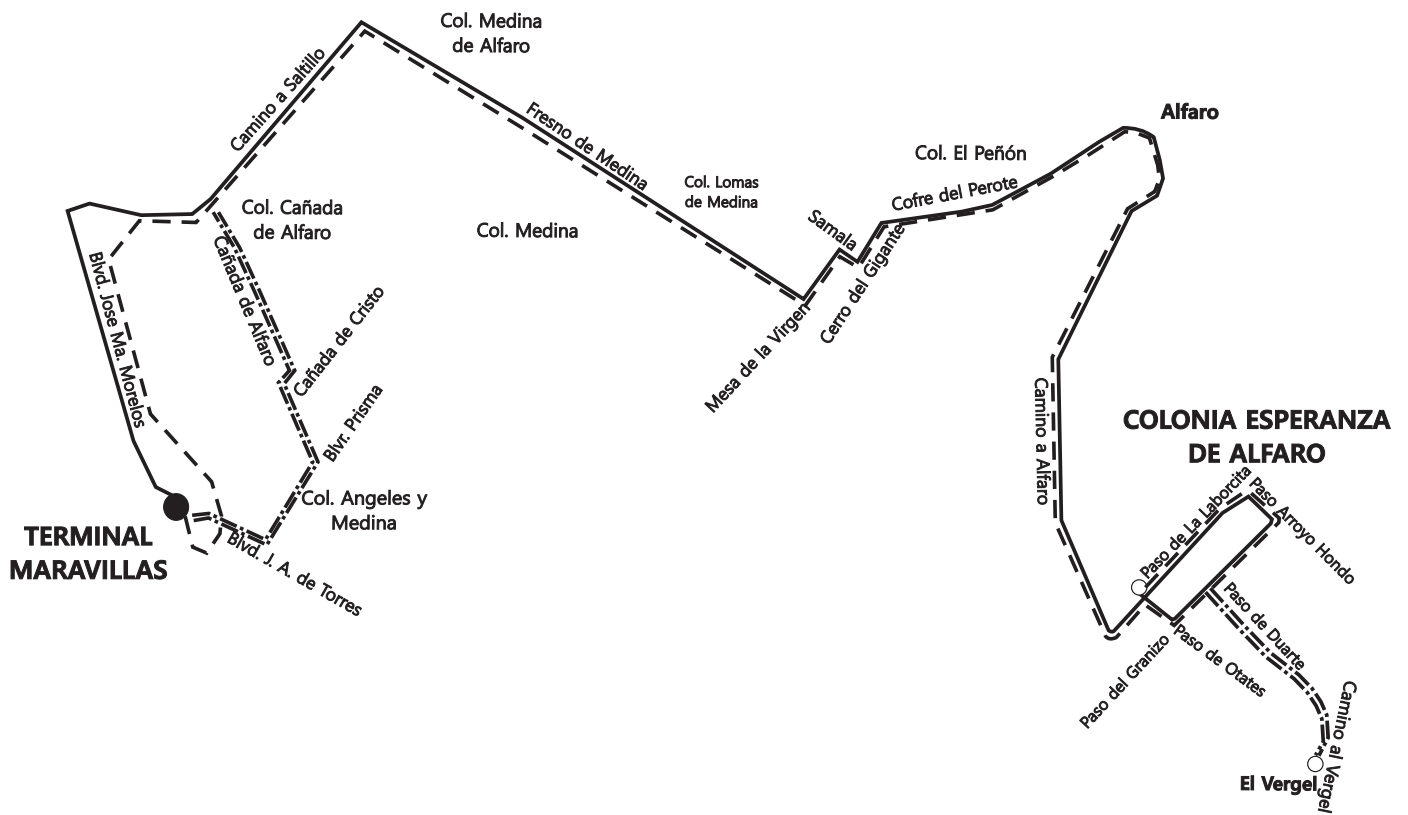 Col. Medina
de Alfaro
Camino a Saltillo
Fresno de Medina
Alfaro
Col. El Peñón
Col. Lomas
de Medina
Cofre del Perote
Col. Cañada
de Alfaro
Col. Medina
Samala
Cerro del Gigante
Mesa de la Virgen
Blvd. Jose Ma. Morelos
Cañada de Alfaro
Cañada de Cristo
Blvr. Prisma
Camino a Alfaro
COLONIA ESPERANZA
DE ALFARO
Col. Angeles y
Medina
TERMINAL
MARAVILLAS
Blvd. J. A. de Torres
Paso de La Laborcita
Paso Arroyo Hondo
Paso de Duarte
Paso de Otates
Paso del Granizo
Camino al Vergel
El Vergel